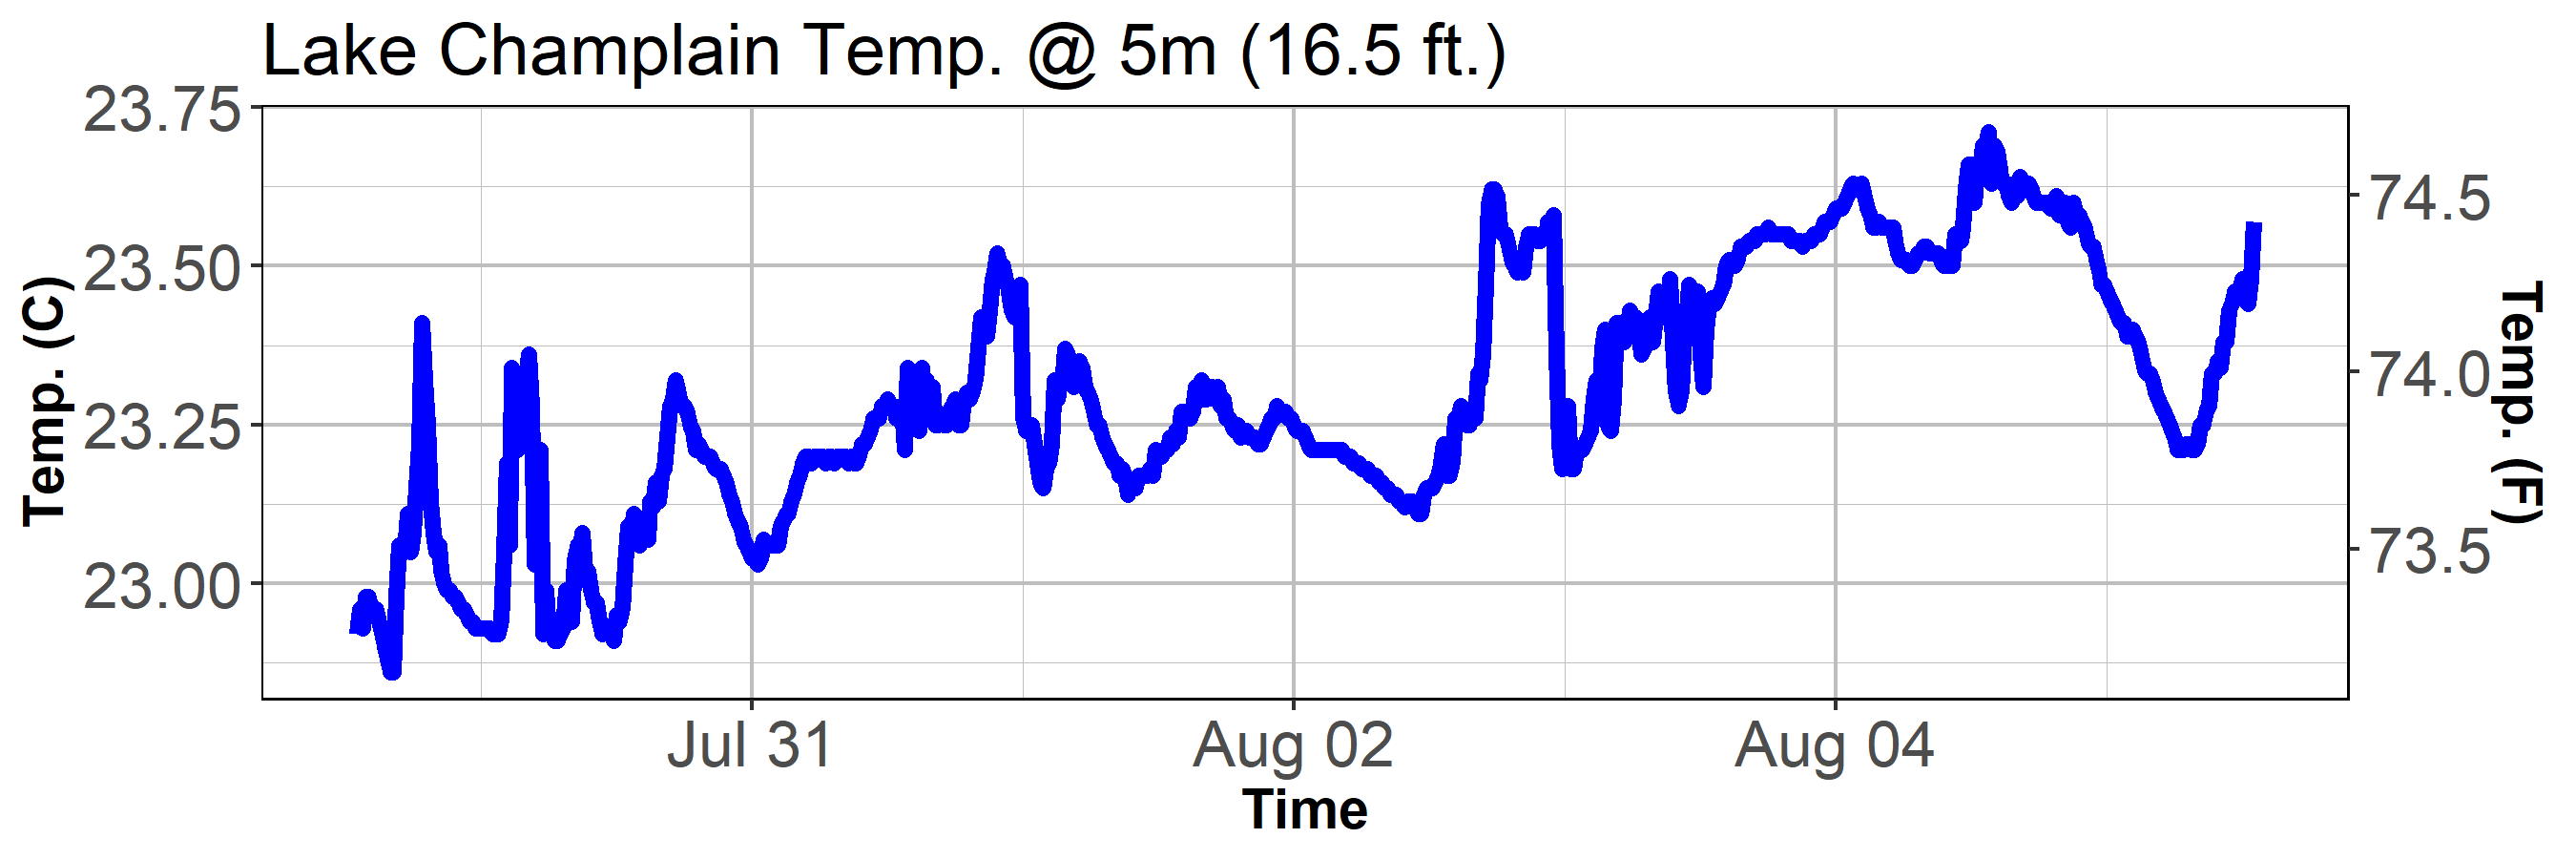 Lake Champlain Temp. @ 5m (16.5 ft.)
23.75
23.50
23.25
23.00
Temp. (C)
74.5
74.0
73.5
Temp. (F)
Jul 31
Aug 02
Aug 04
Time